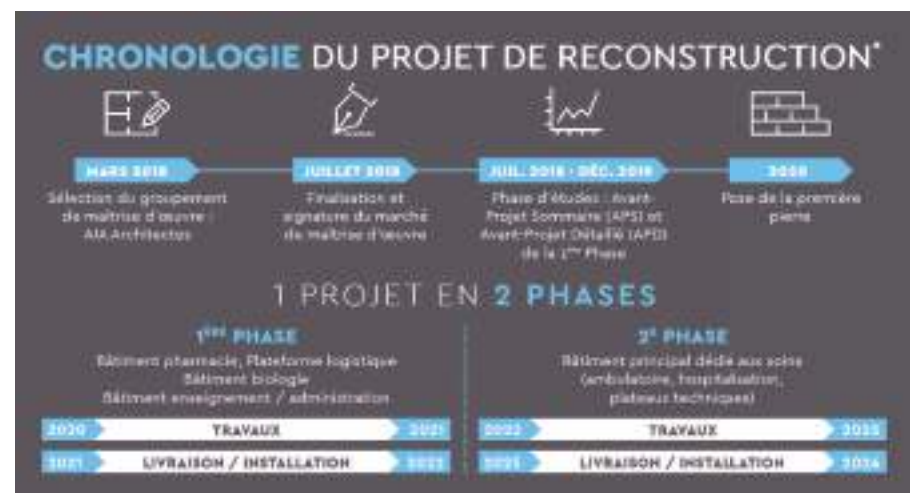 CHRONOLOGIE DU PROJET DE RECONSTRUCTION*
MARS 2018
JUILLET 2018
JUIL. 2018 - DÉC. 2019
2020
Sélection du groupement
de maîtrise d'œuvre :
AIA Architectes
Finalisation et
signature du marché
de maîtrise d'œuvre
Phase d'études : Avant
Projet Sommaire (APS) et
Avant-Projet Détaillé (APD)
de la 1ère Phase
Pose de la première
pierre
1 PROJET EN 2 PHASES
1ère PHASE
Bâtiment pharmacie, Plateforme logistique
Bâtiment biologie
Bâtiment enseignement / administration
2020 TRAVAUX 2021
2021 LIVRAISON / INSTALLATION 2022
2e PHASE
Bâtiment principal dédié aux soins
(ambulatoire, hospitalisation,
plateaux techniques)
2022 TRAVAUX
LIVRAISON / INSTALLATION